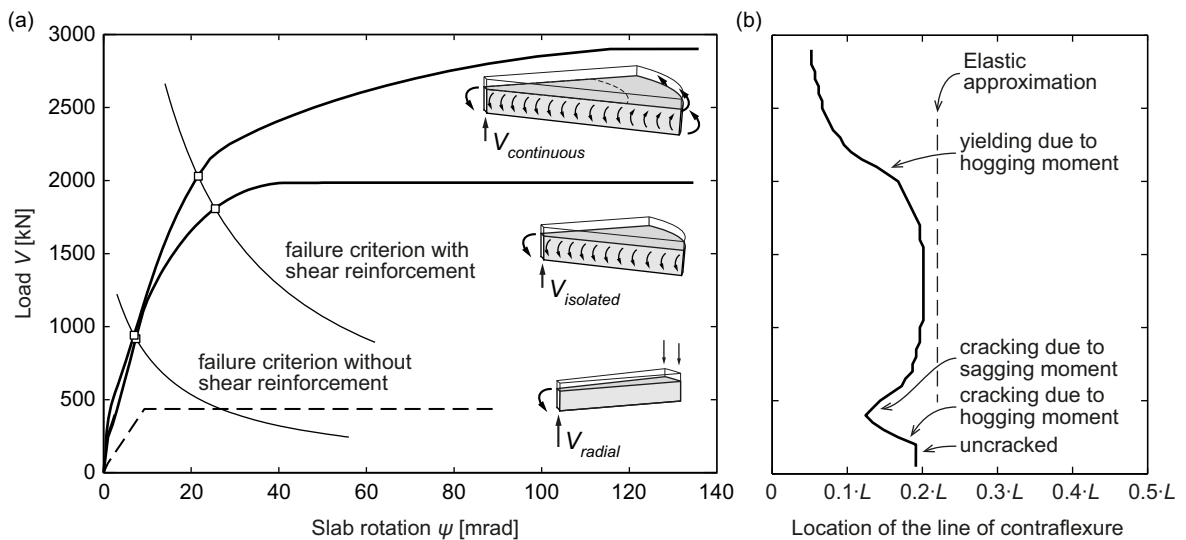 (a)
3000
2500
2000
1500
1000
500
0
Load V [kN]
0 20 40 60 80 100 120 140
Slab rotation ψ [mrad]
V continuous
failure criterion with
shear reinforcement
V isolated
failure criterion without
shear reinforcement
V radial
(b)
Elastic
approximation
yielding due to
hogging moment
cracking due to
sagging moment
cracking due to
hogging moment
uncracked
0 0.1·L 0.2·L 0.3·L 0.4·L 0.5·L
Location of the line of contraflexure